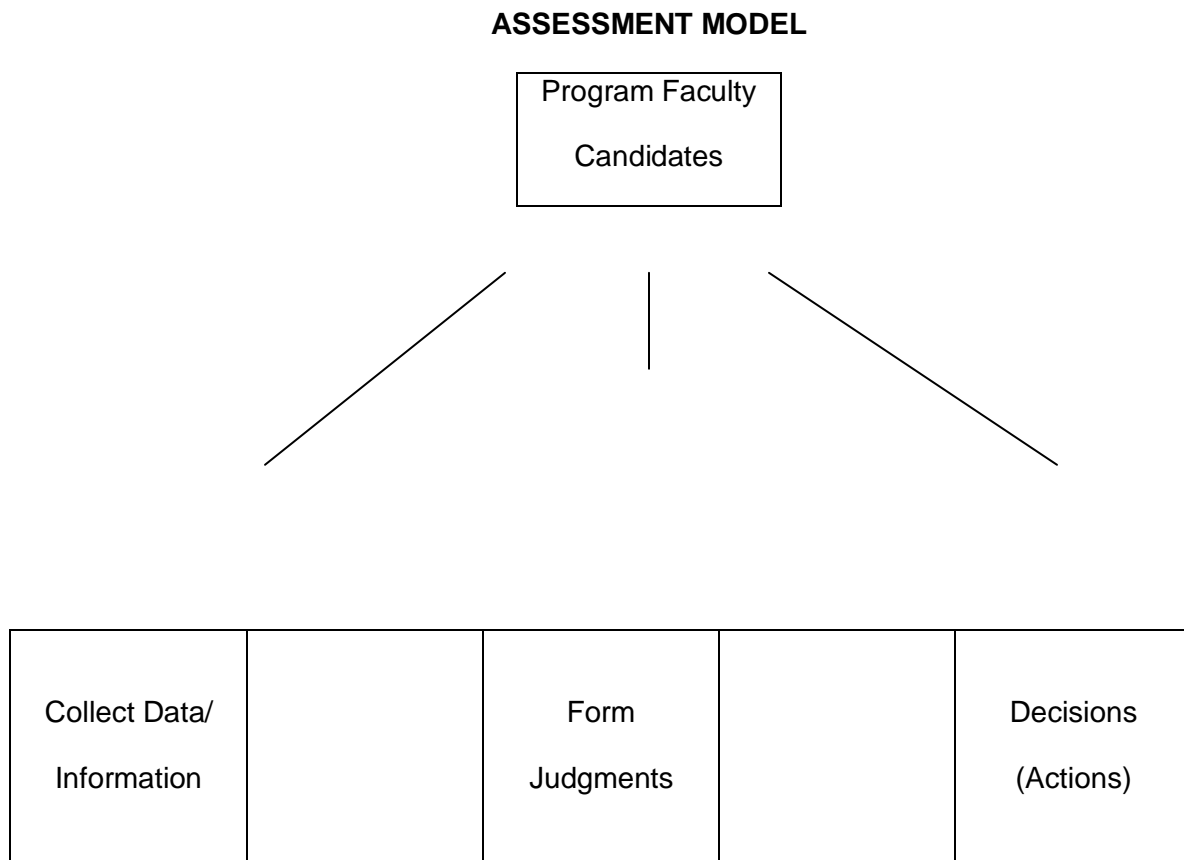 ASSESSMENT MODEL
Program Faculty
Candidates
Collect Data/
Information
Form
Judgments
Decisions
(Actions)